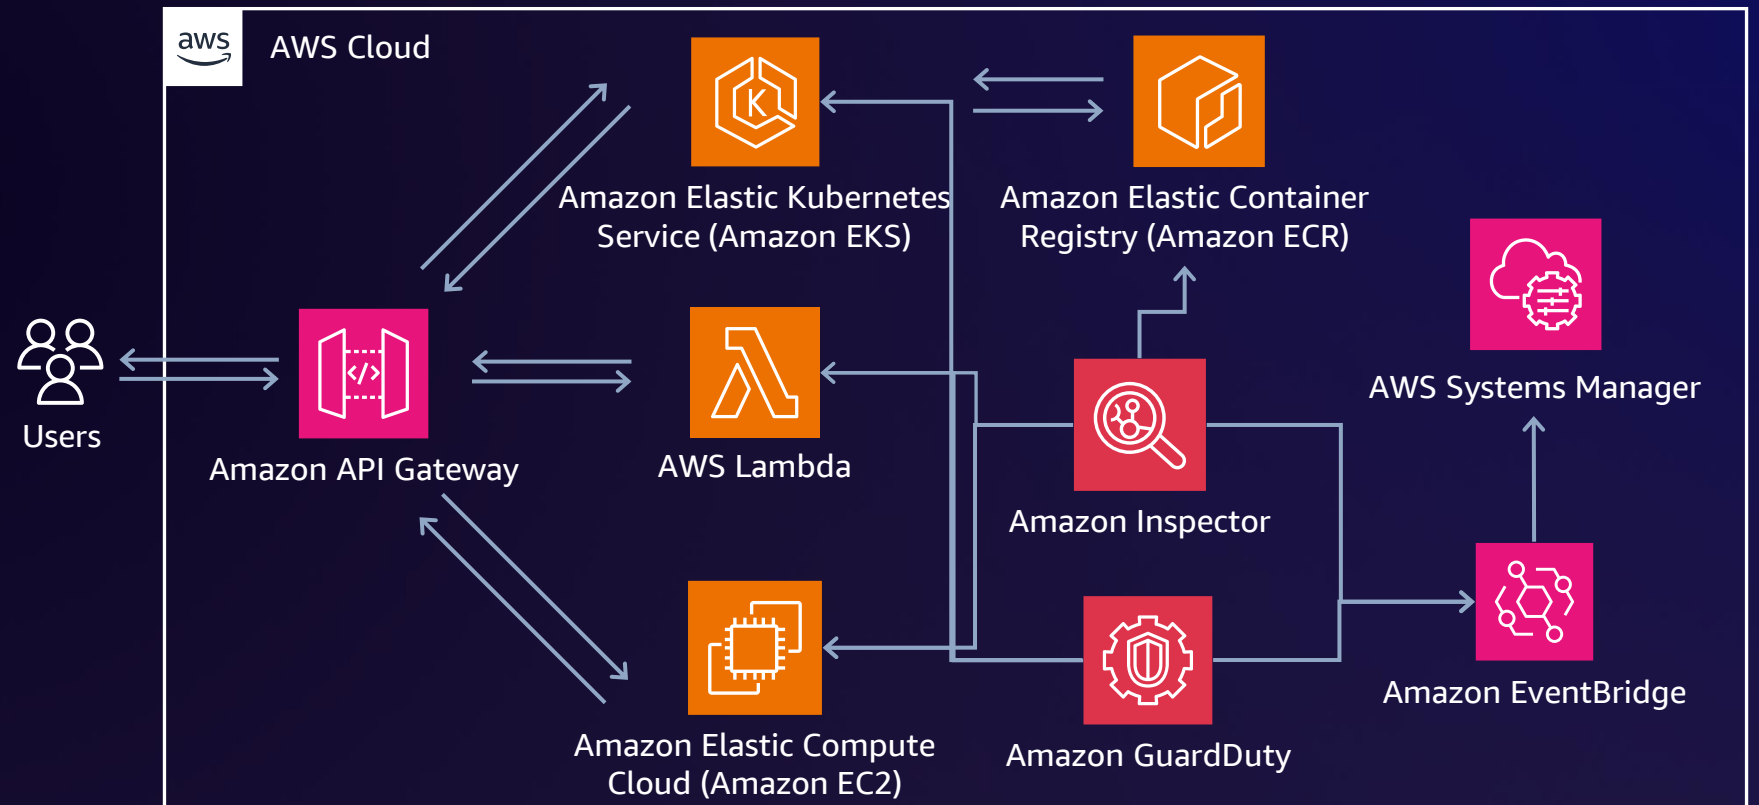 aws
AWS Cloud
K
Amazon Elastic Kubernetes
Service (Amazon EKS)
Amazon Elastic Container
Registry (Amazon ECR)
</>
Users
Amazon API Gateway
AWS Lambda
Amazon Inspector
AWS Systems Manager
Amazon Elastic Compute
Cloud (Amazon EC2)
Amazon GuardDuty
Amazon EventBridge